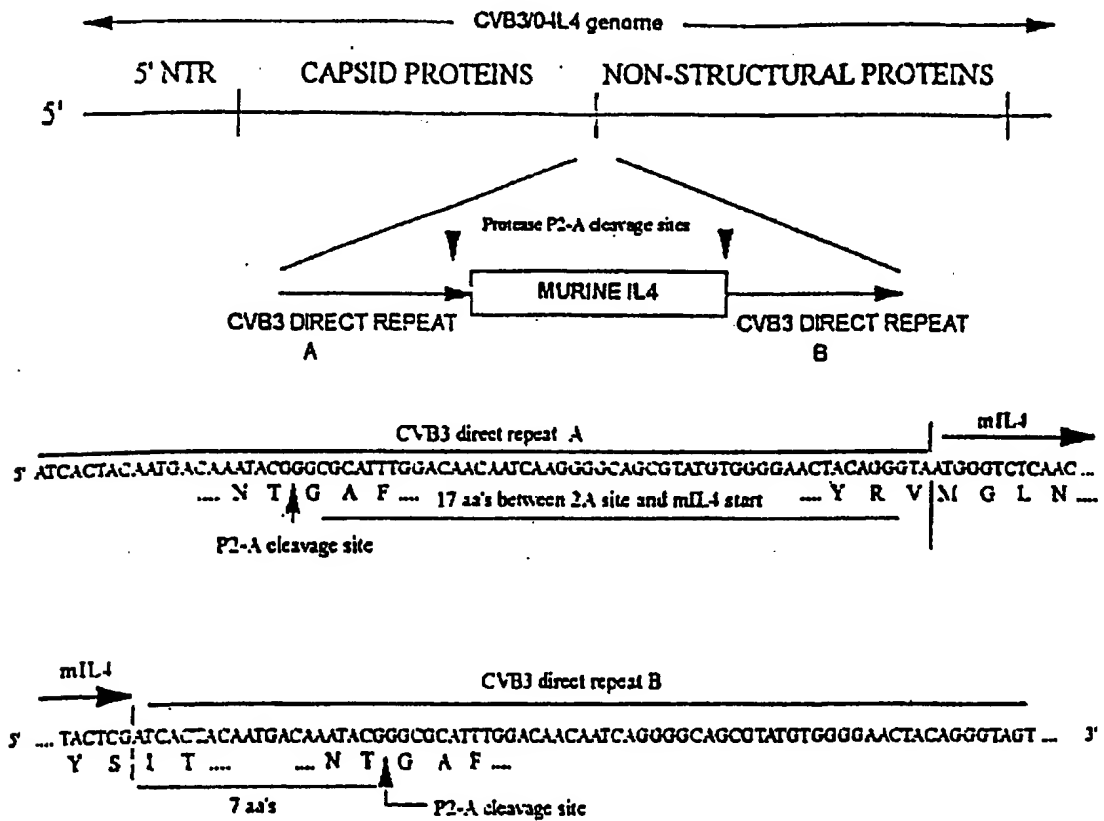 CVB3/0-IL4 genome
5' NTR CAPSID PROTEINS NON-STRUCTURAL PROTEINS
5'
Protease P2-A cleavage sites
MURINE IL4
CVB3 DIRECT REPEAT A
CVB3 DIRECT REPEAT B
CVB3 direct repeat A
mIL4
5' ATCACTACAATGACAAATACGGGCGCATTTGGACAACAATCAAGGGGCAGCGTATGTGGGGAACTACAGGGTAATGGGTCTCAAC ...
.... N T G A F .... 17 aa's between 2A site and mIL4 start .... Y R V M G L N ....
P2-A cleavage site
mIL4
CVB3 direct repeat B
5' .... TACTCGATCACTACAATGACAAATACGGGCGCATTTGGACAACAATCAGGGGCAGCGTATGTGGGGAACTACAGGGTAGT ... 3'
Y S I T .... .... N T G A F ....
7 aa's
P2-A cleavage site